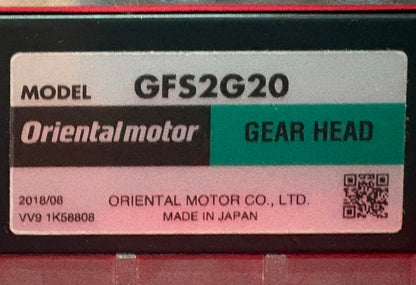 MODEL GFS2G20
Orientalmotor GEAR HEAD
2018/08 ORIENTAL MOTOR CO., LTD.
VV9 1K58808 MADE IN JAPAN